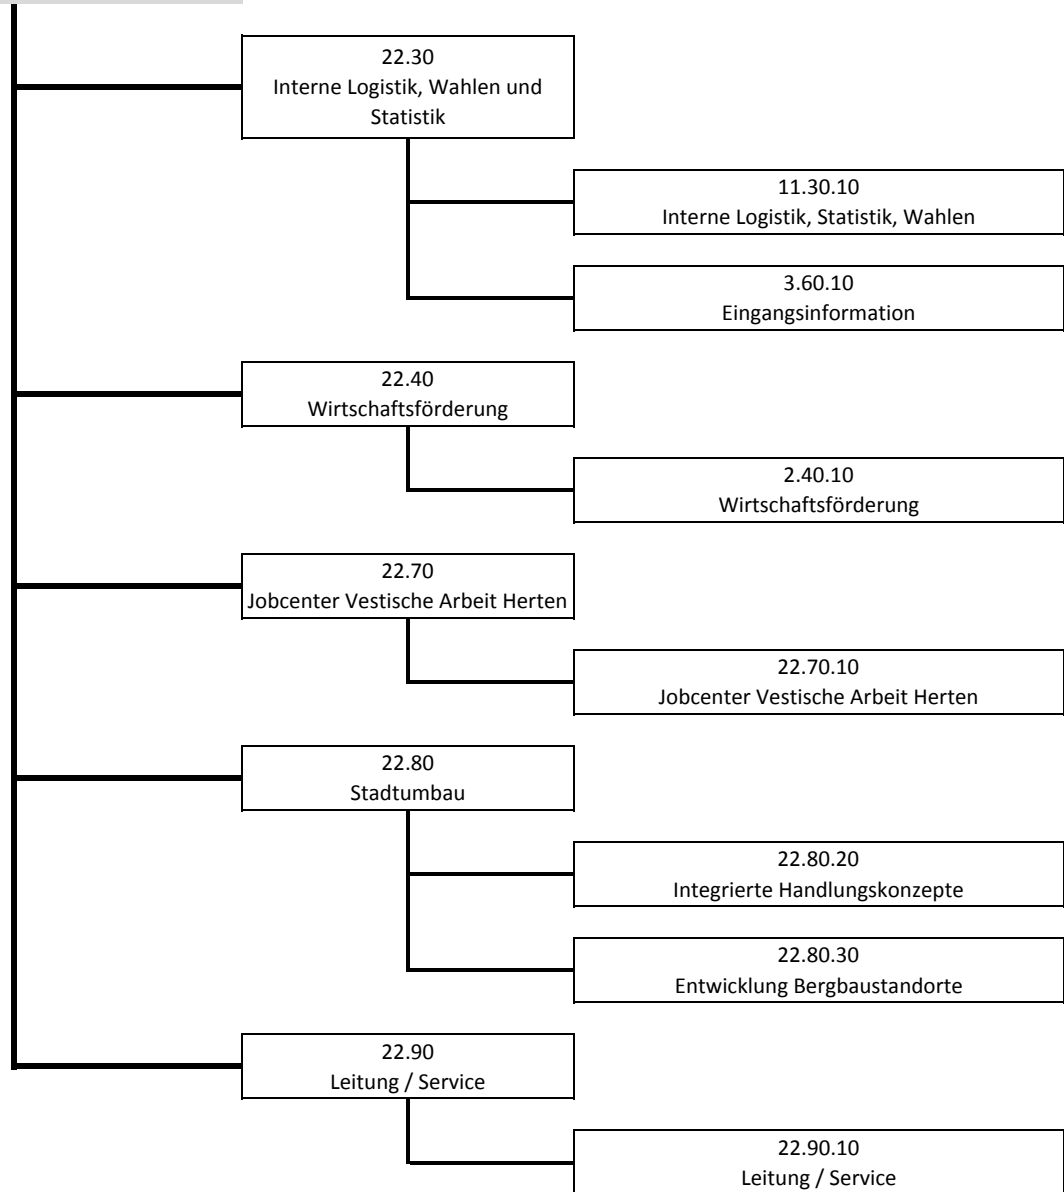 22.30
Interne Logistik, Wahlen und
Statistik
11.30.10
Interne Logistik, Statistik, Wahlen
3.60.10
Eingangsinformation
22.40
Wirtschaftsförderung
2.40.10
Wirtschaftsförderung
22.70
Jobcenter Vestische Arbeit Herten
22.70.10
Jobcenter Vestische Arbeit Herten
22.80
Stadtumbau
22.80.20
Integrierte Handlungskonzepte
22.80.30
Entwicklung Bergbaustandorte
22.90
Leitung / Service
22.90.10
Leitung / Service